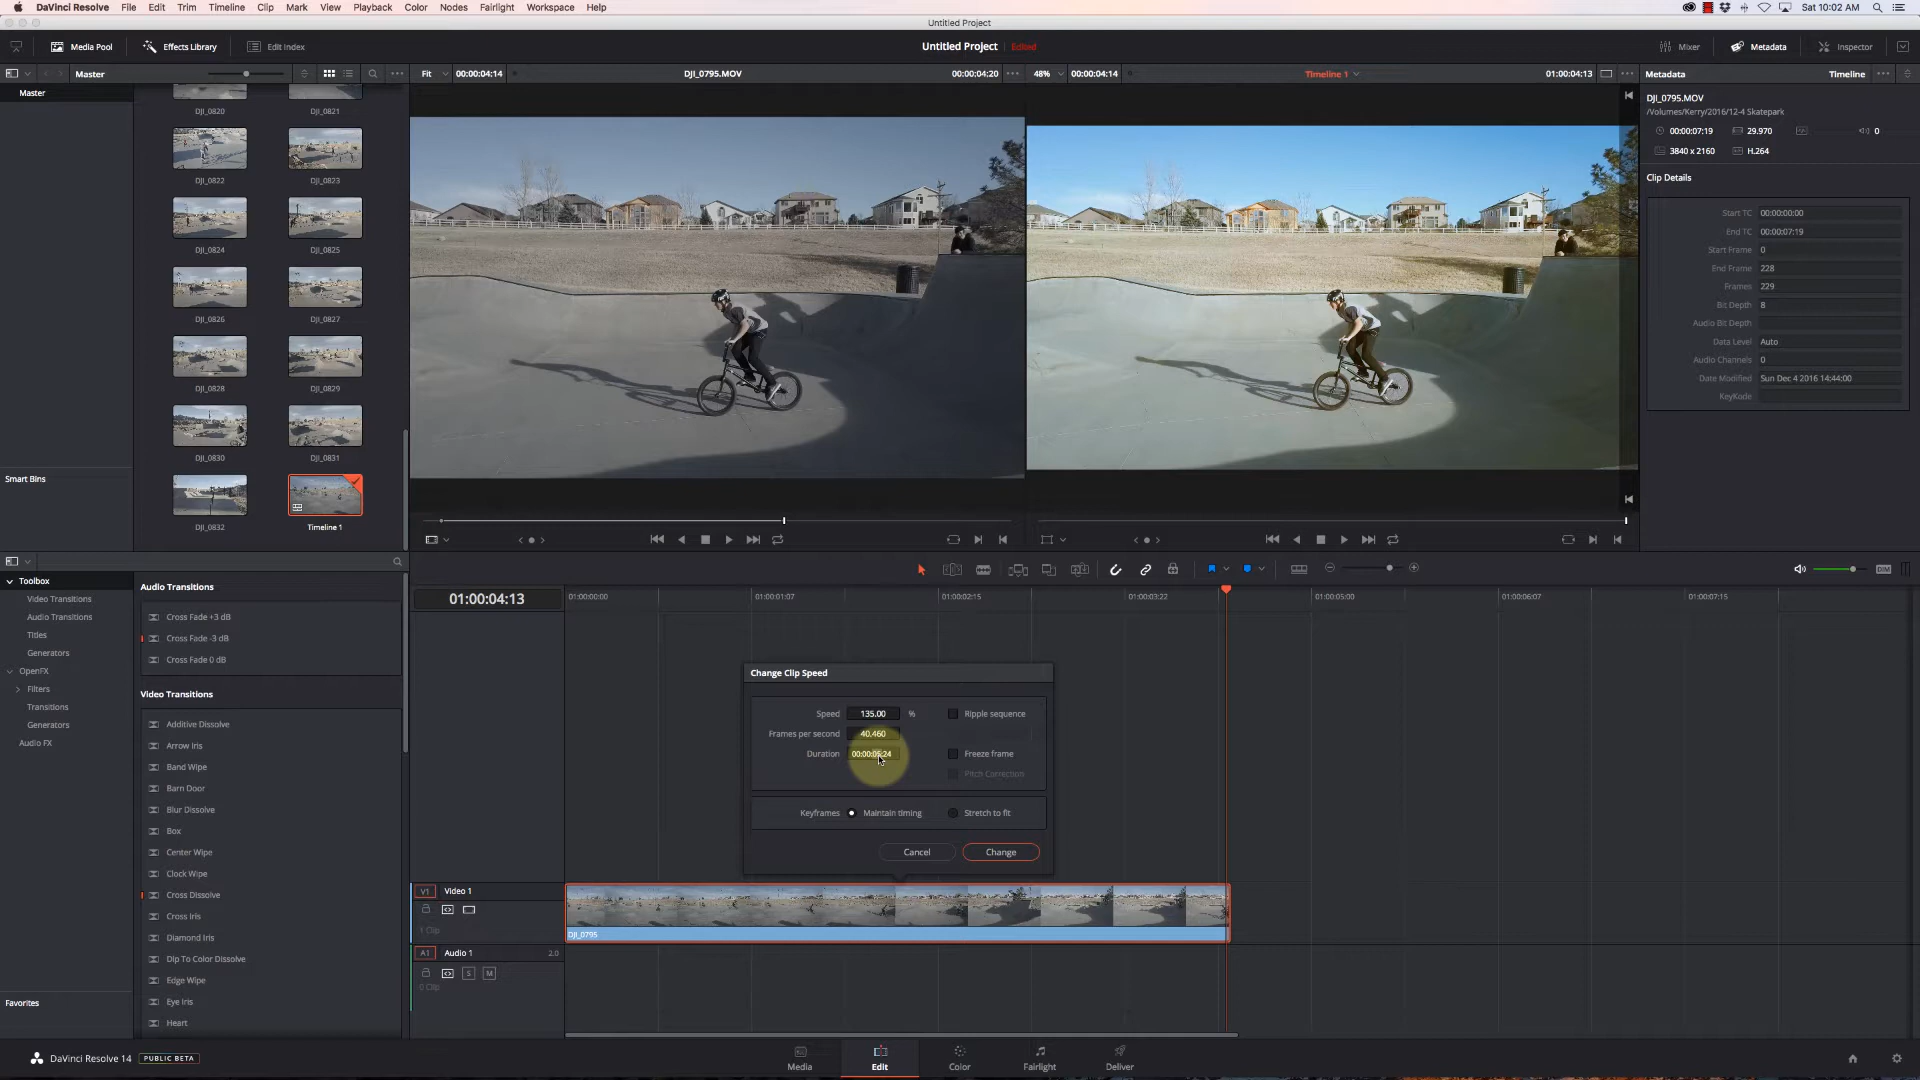 DaVinci Resolve File Edit Trim Timeline Clip Mark View Playback Color Nodes Fairlight Workspace Help Sat 10:02 AM
Untitled Project
Media Pool Effects Library Edit Index Untitled Project Edited Mixer Metadata Inspector
Master Fit 00:00:04:14 DJI_0795.MOV 00:00:04:20 48% 00:00:04:14 Timeline 1 01:00:04:13 Metadata Timeline
Master
DJI_0795.MOV
/Volumes/Kerry/2016/12-4 Skatepark
DJI_0820 DJI_0821
00:00:07:19 29.970 0
3840 x 2160 H.264
Clip Details
DJI_0822 DJI_0823
Start TC 00:00:00:00
End TC 00:00:07:19
Start Frame 0
DJI_0824 DJI_0825
End Frame 228
Frames 229
Bit Depth 8
DJI_0826 DJI_0827
Audio Bit Depth
Data Level Auto
Audio Channels 0
Date Modified Sun Dec 4 2016 14:44:00
DJI_0828 DJI_0829
KeyKode
DJI_0830 DJI_0831
Smart Bins
DJI_0832 Timeline 1
DIM
Toolbox
Video Transitions
Audio Transitions
Titles
Generators
OpenFX
Filters
Transitions
Generators
Audio FX
Favorites
Audio Transitions
Cross Fade +3 dB
Cross Fade -3 dB
Cross Fade 0 dB
Video Transitions
Additive Dissolve
Arrow Iris
Band Wipe
Barn Door
Blur Dissolve
Box
Center Wipe
Clock Wipe
Cross Dissolve
Cross Iris
Diamond Iris
Dip To Color Dissolve
Edge Wipe
Eye Iris
Heart
01:00:04:13 01:00:00:00 01:00:01:07 01:00:02:15 01:00:03:22 01:00:05:00 01:00:06:07 01:00:07:15
Change Clip Speed
Speed 135.00 % Ripple sequence
Frames per second 40.460
Duration 00:00:05:24 Freeze frame
Pitch Correction
Keyframes Maintain timing Stretch to fit
Cancel Change
V1 Video 1
1 Clip
DJI_0795
A1 Audio 1 2.0
S M
0 Clip
DaVinci Resolve 14 PUBLIC BETA
Media Edit Color Fairlight Deliver